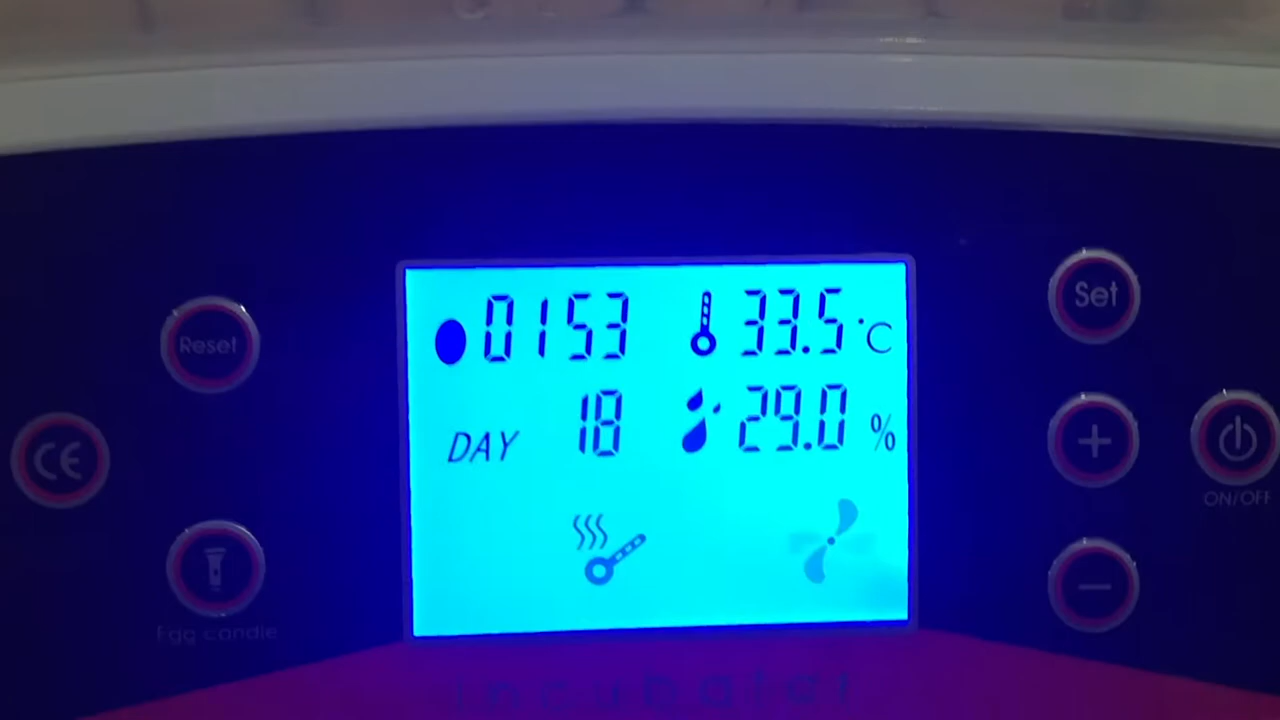 0153 33.5 °C
DAY 18 29.0 %
Reset
CE
Egg candle
Set
+
ON/OFF
-
incubator